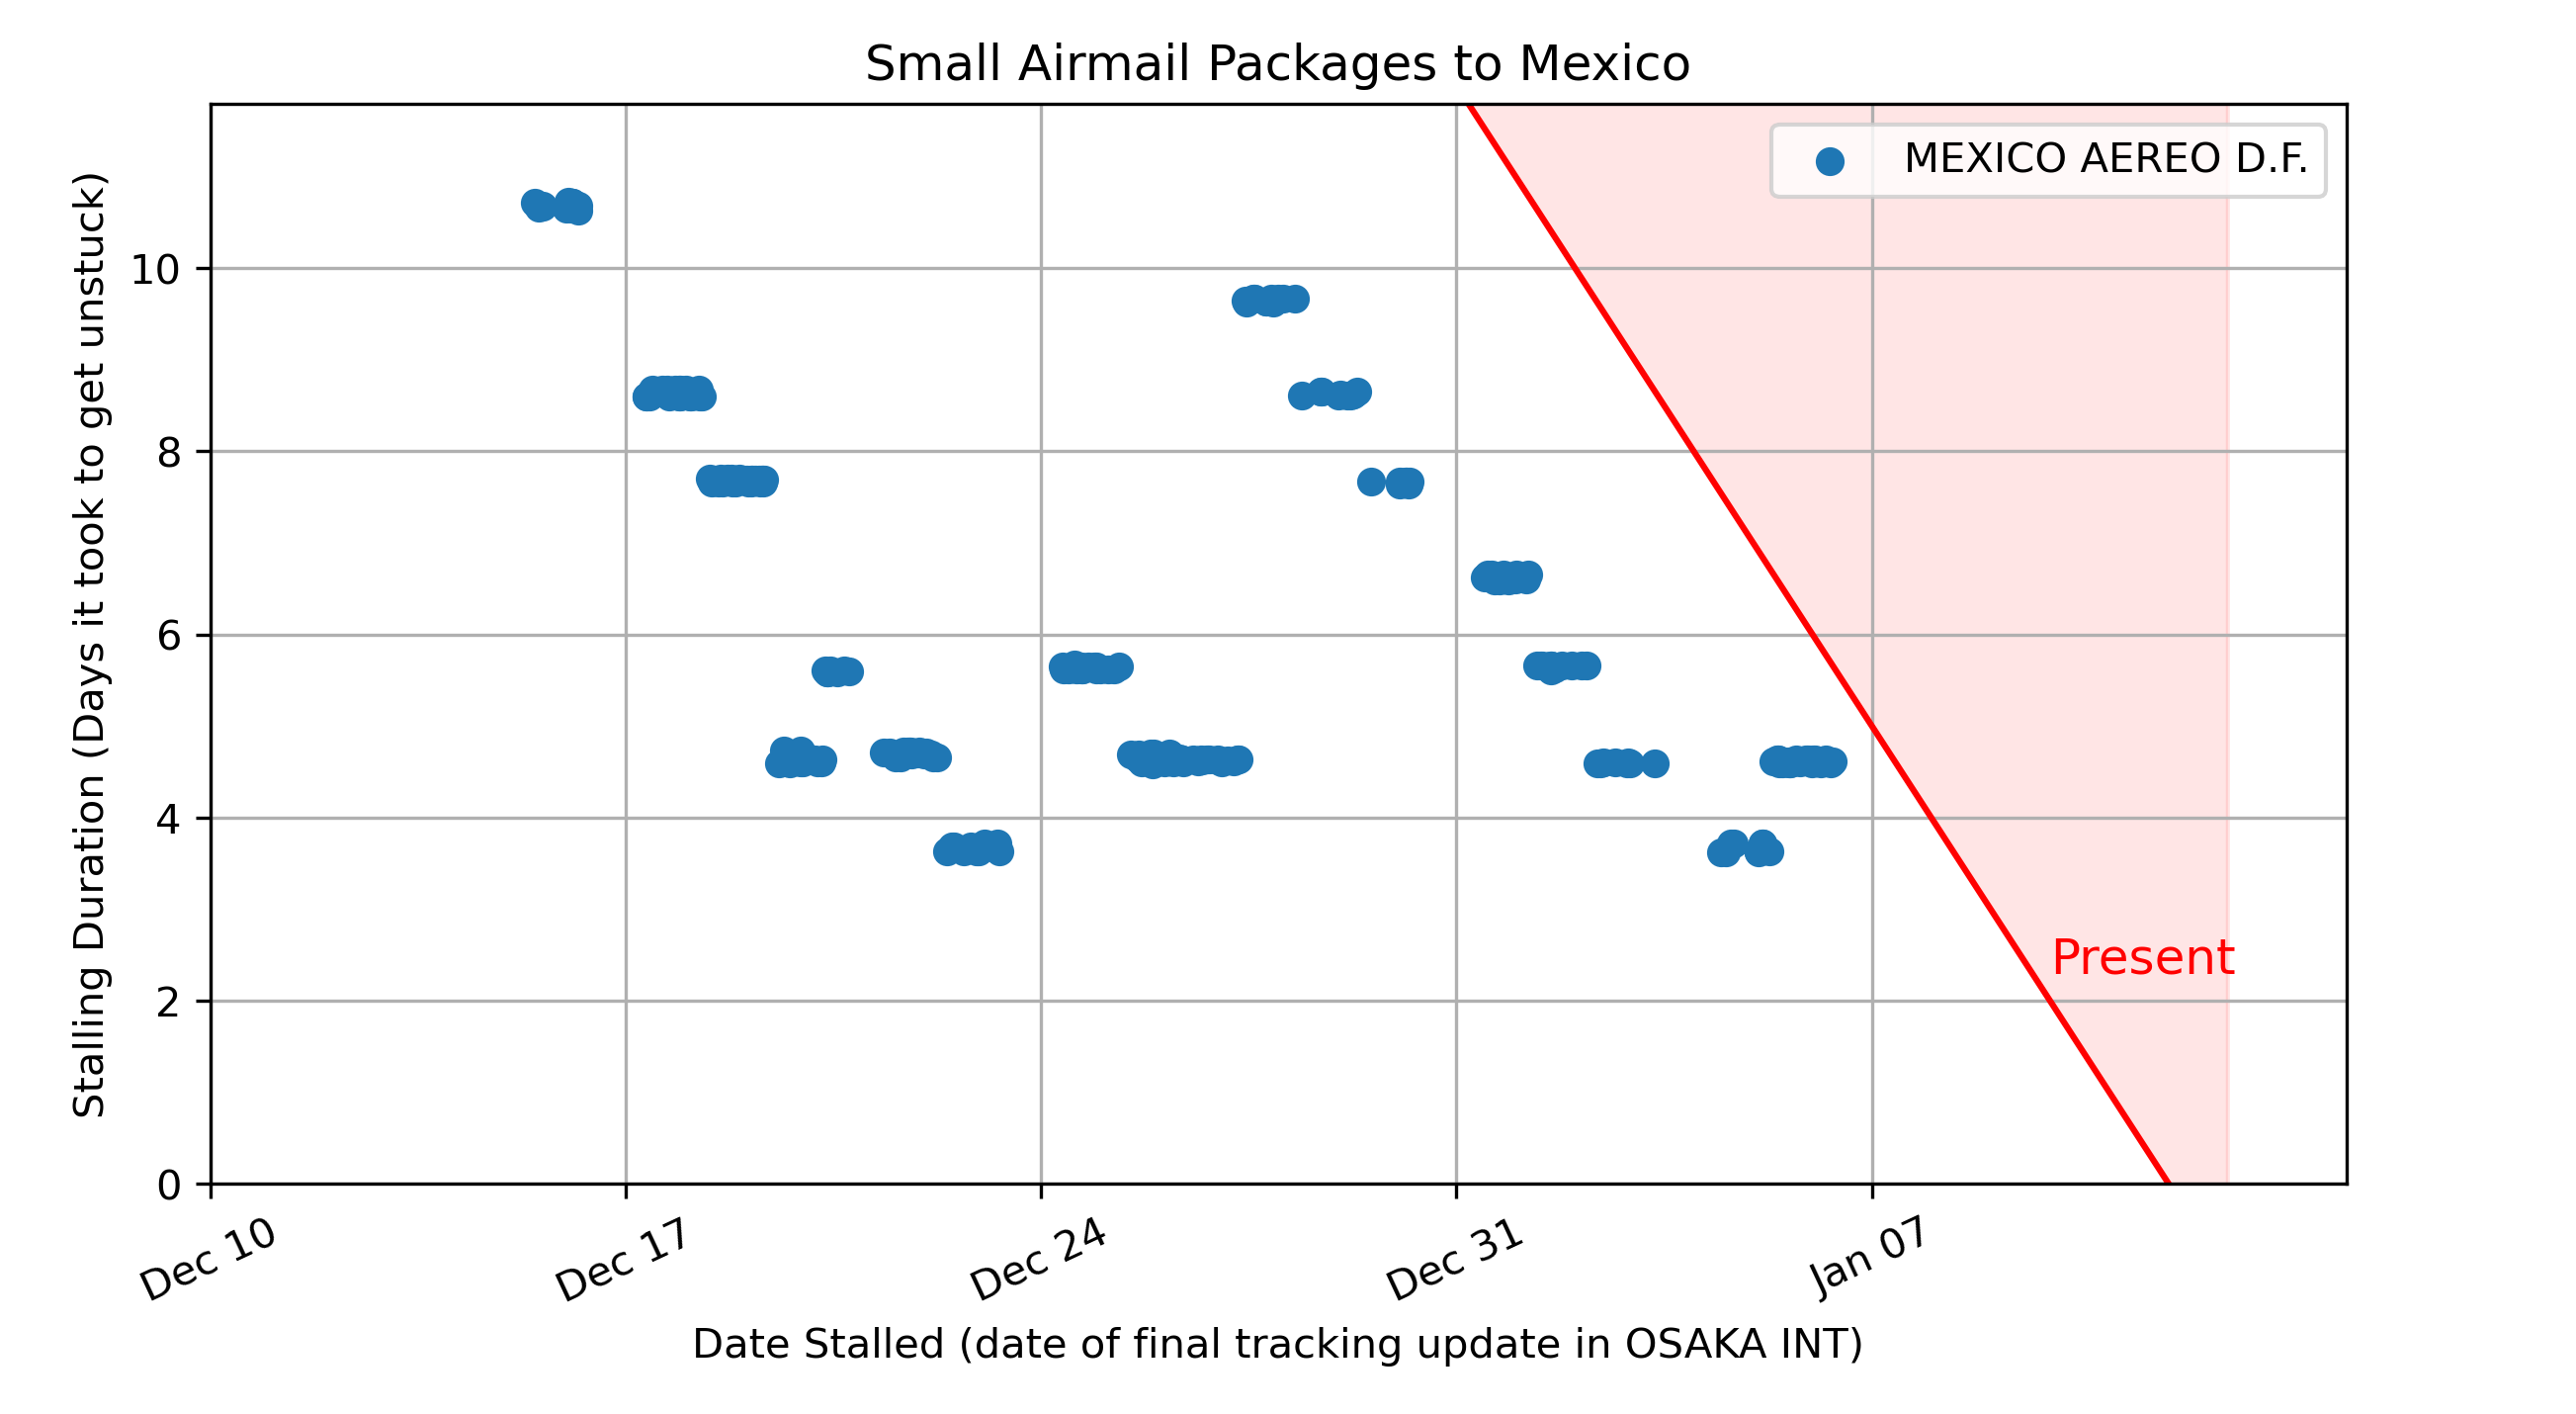 Small Airmail Packages to Mexico
MEXICO AEREO D.F.
Stalling Duration (Days it took to get unstuck)
10
8
6
4
2
0
Present
Dec 10
Dec 17
Dec 24
Dec 31
Jan 07
Date Stalled (date of final tracking update in OSAKA INT)